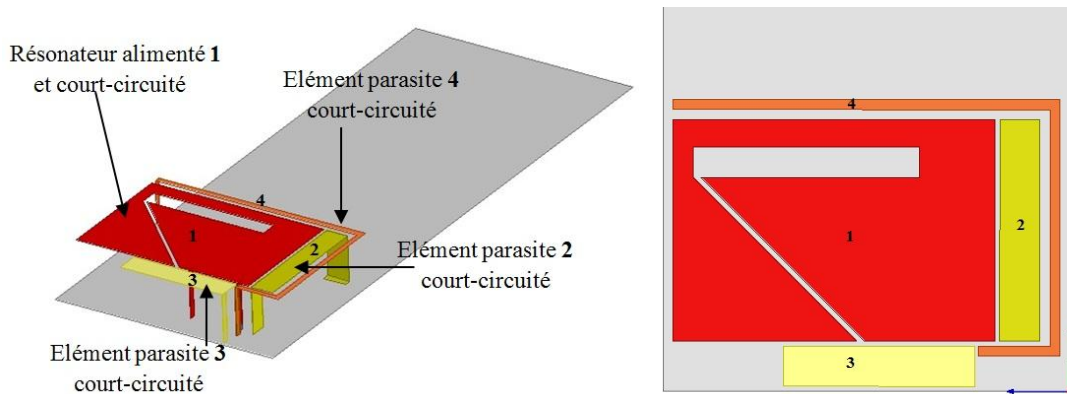 Résonateur alimenté 1
et court-circuité
Elément parasite 4
court-circuité
4
1
2
3
Elément parasite 2
court-circuité
Elément parasite 3
court-circuité
4
1
2
3